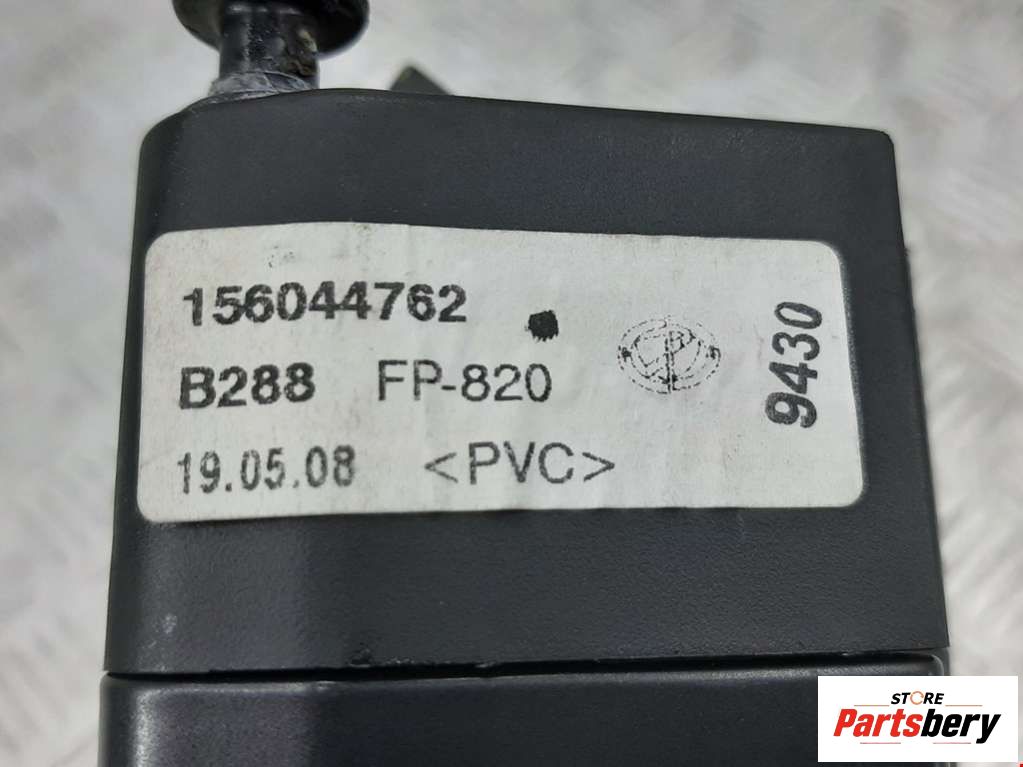 156044762
B288 FP-820
19.05.08 <PVC>
9430
STORE
Partsbery